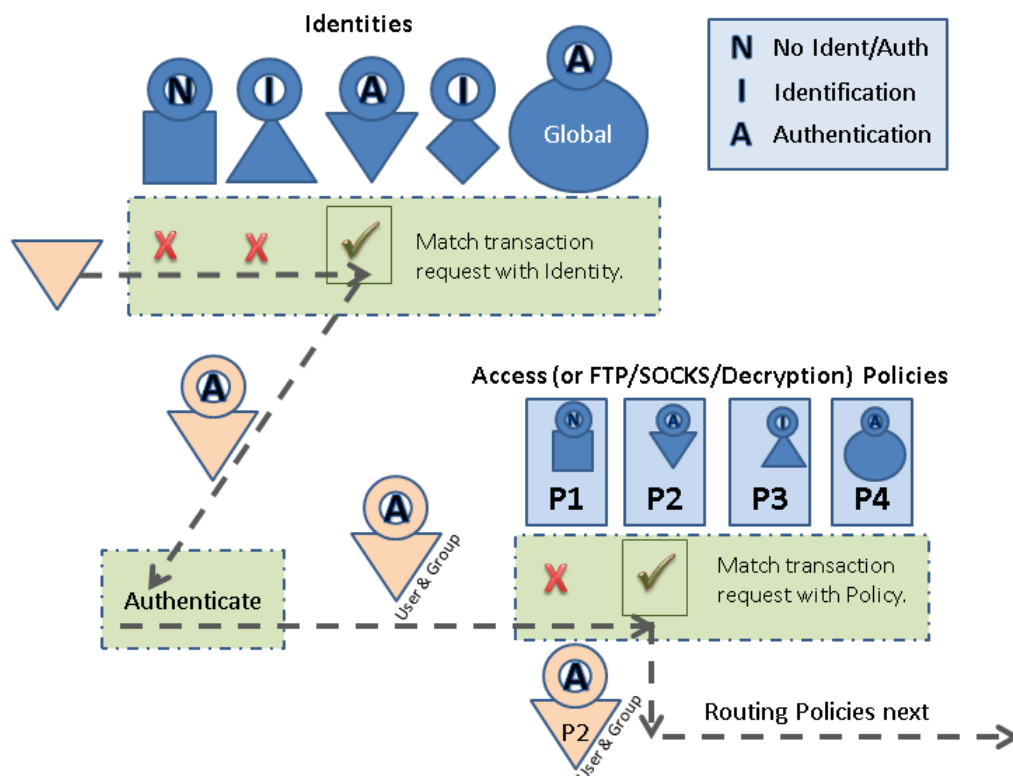 Identities
N No Ident/Auth
I Identification
A Authentication
N
I
A
I
A
Global
X
X
Match transaction
request with Identity.
A
Access (or FTP/SOCKS/Decryption) Policies
N
A
I
A
P1
P2
P3
P4
A
User & Group
X
Match transaction
request with Policy.
Authenticate
A
P2
User & Group
Routing Policies next